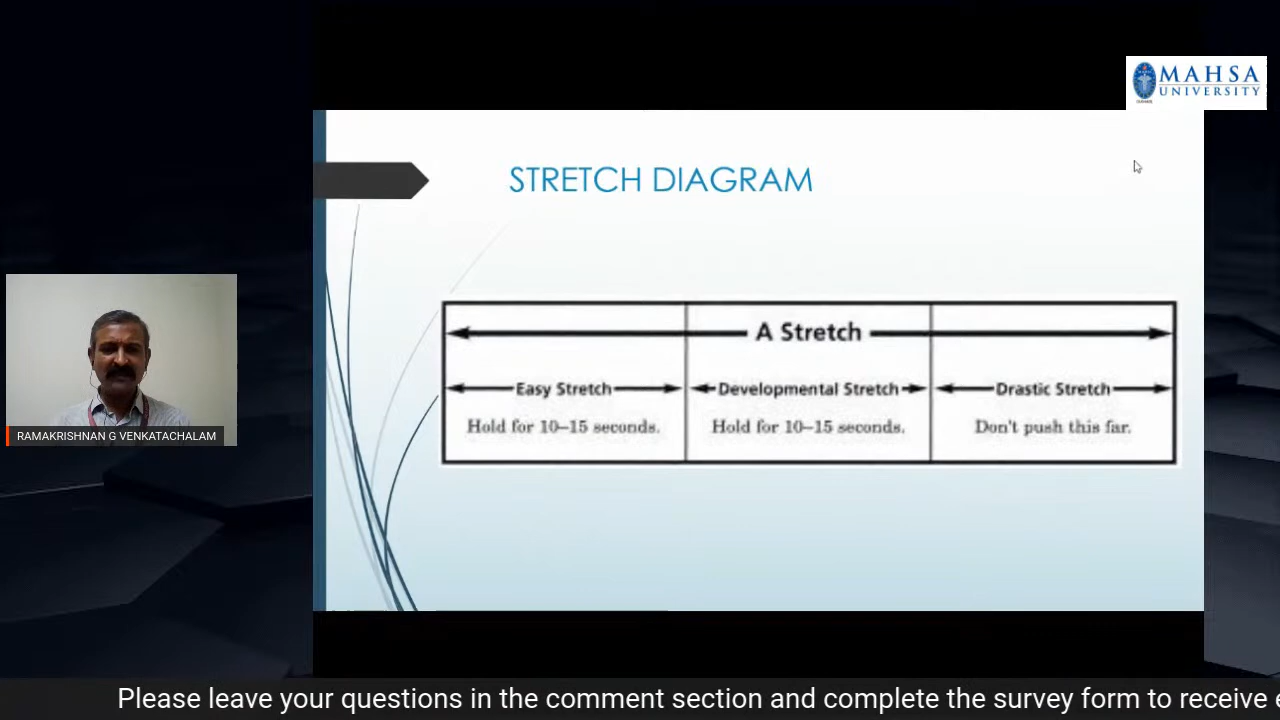 MAHSA
UNIVERSITY
STRETCH DIAGRAM
A Stretch
Easy Stretch
Developmental Stretch
Drastic Stretch
Hold for 10–15 seconds.
Hold for 10–15 seconds.
Don't push this far.
RAMAKRISHNAN G VENKATACHALAM
Please leave your questions in the comment section and complete the survey form to receive